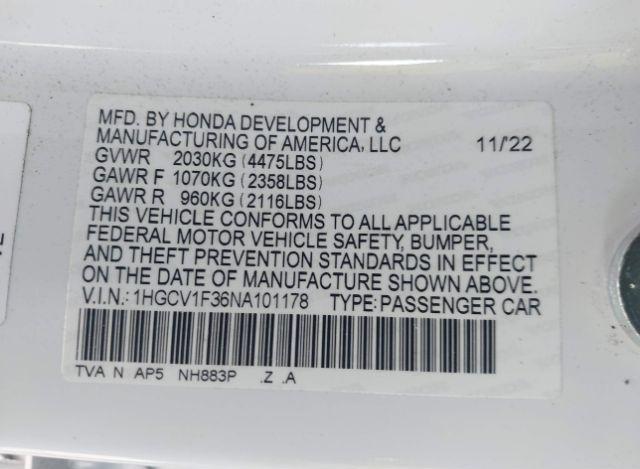 MFD. BY HONDA DEVELOPMENT &
MANUFACTURING OF AMERICA, LLC 11/22
GVWR 2030KG (4475LBS)
GAWR F 1070KG (2358LBS)
GAWR R 960KG (2116LBS)
THIS VEHICLE CONFORMS TO ALL APPLICABLE
FEDERAL MOTOR VEHICLE SAFETY, BUMPER,
AND THEFT PREVENTION STANDARDS IN EFFECT
ON THE DATE OF MANUFACTURE SHOWN ABOVE.
V.I.N.: 1HGCV1F36NA101178 TYPE: PASSENGER CAR
TVA N AP5 NH883P .Z .A